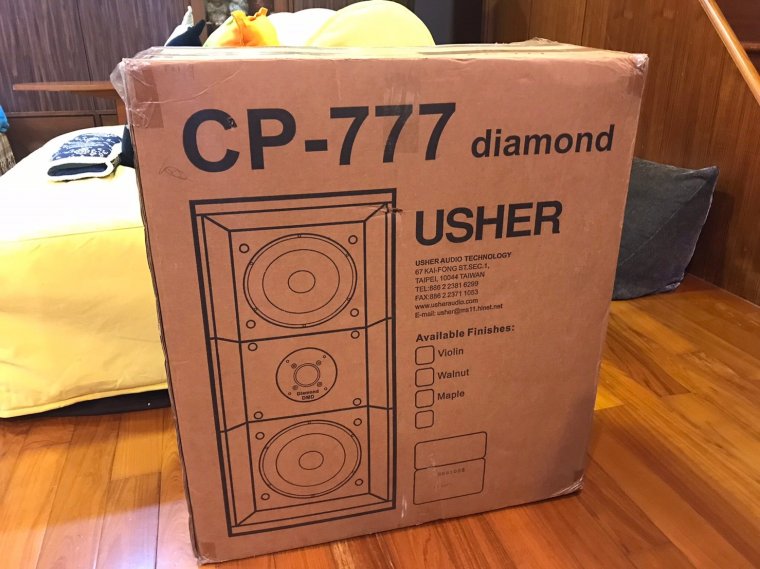 CP-777 diamond
USHER
USHER AUDIO TECHNOLOGY
67 KAI-FONG ST.SEC.1,
TAIPEI, 10044 TAIWAN
TEL:886 2 2381 6299
FAX:886 2 2371 1053
www.usheraudio.com
E-mail: usher@ms11.hinet.net
Available Finishes:
Violin
Walnut
Maple
Diamond
DMD